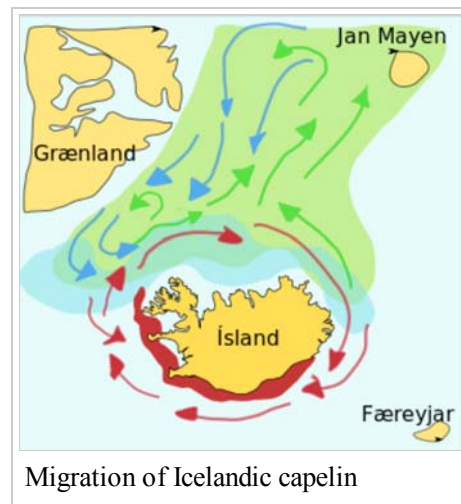 Jan Mayen
Grænland
Ísland
Færeyjar
Migration of Icelandic capelin